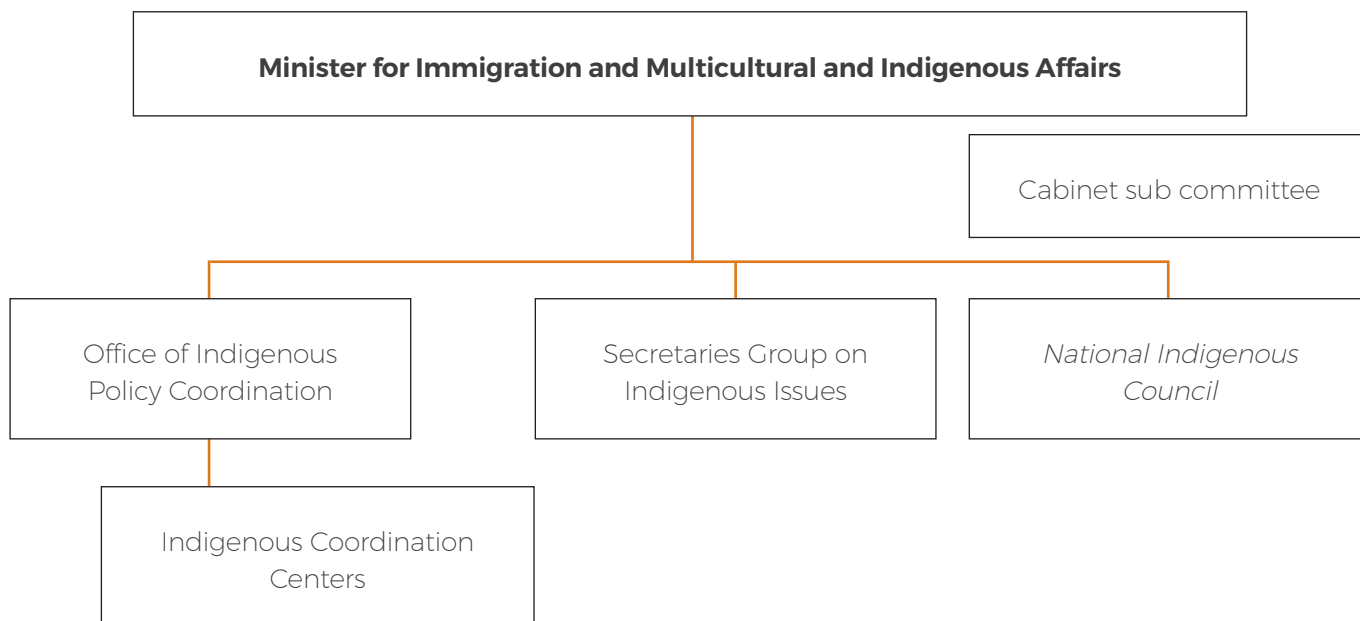 Minister for Immigration and Multicultural and Indigenous Affairs
Cabinet sub committee
Office of Indigenous
Policy Coordination
Secretaries Group on
Indigenous Issues
National Indigenous
Council
Indigenous Coordination
Centers